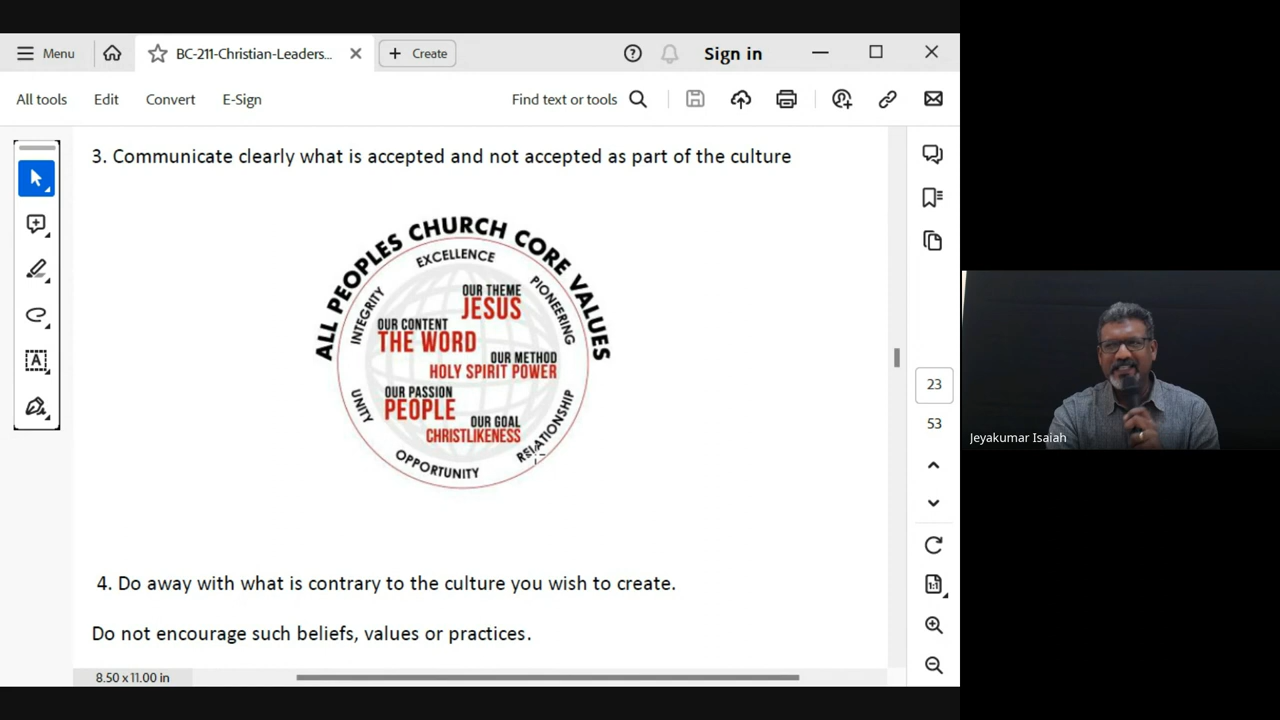 Menu
BC-211-Christian-Leaders...
Create
Sign in
All tools
Edit
Convert
E-Sign
Find text or tools
3. Communicate clearly what is accepted and not accepted as part of the culture
ALL PEOPLES CHURCH CORE VALUES
EXCELLENCE
PIONEERING
INTEGRITY
OUR THEME
JESUS
OUR CONTENT
THE WORD
OUR METHOD
HOLY SPIRIT POWER
OUR PASSION
PEOPLE
OUR GOAL
CHRISTLIKENESS
UNITY
OPPORTUNITY
RELATIONSHIP
4. Do away with what is contrary to the culture you wish to create.
Do not encourage such beliefs, values or practices.
8.50 x 11.00 in
23
53
1:1
Jeyakumar Isaiah